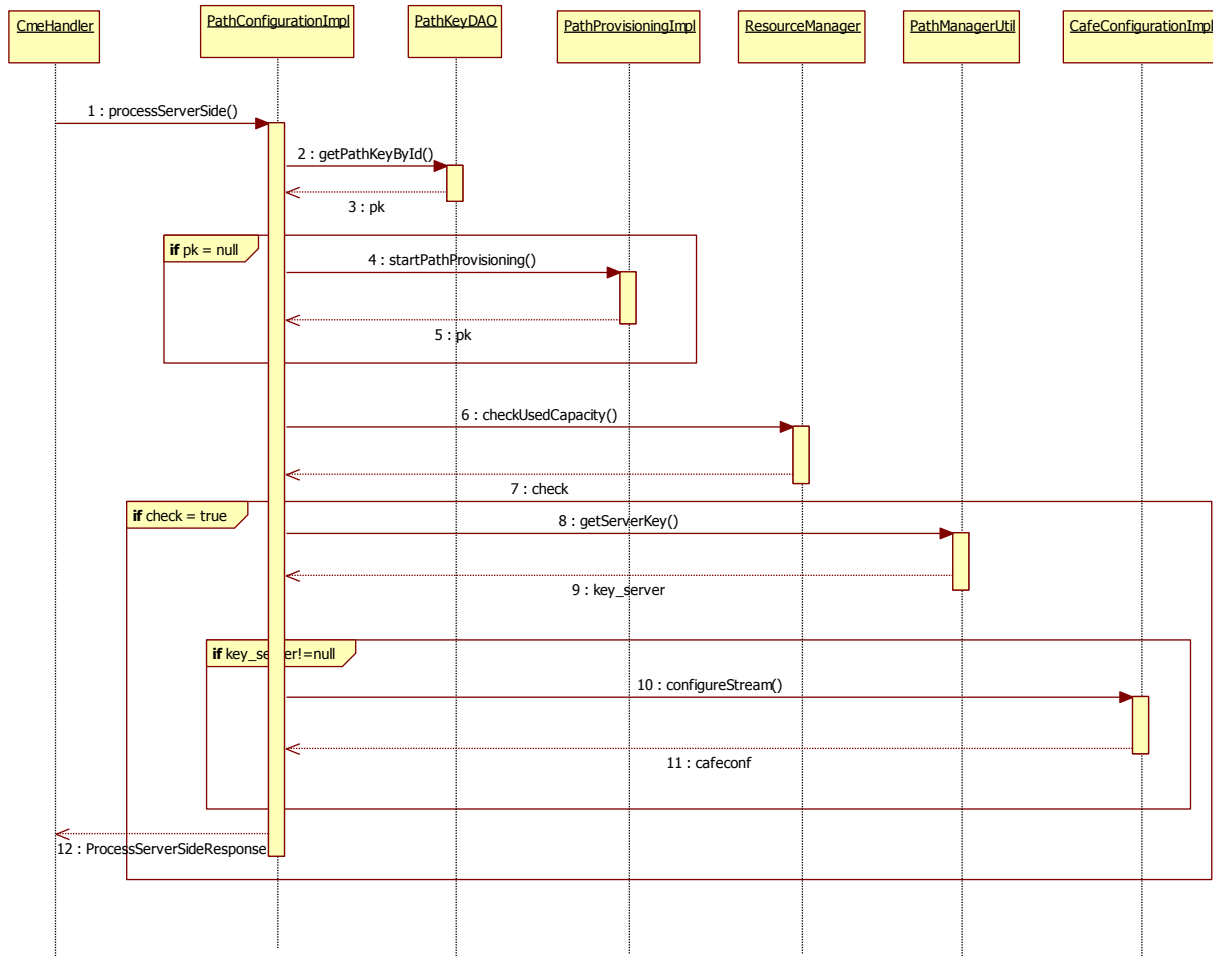 CmeHandler
PathConfigurationImpl
PathKeyDAO
PathProvisioningImpl
ResourceManager
PathManagerUtil
CafeConfigurationImpl
1 : processServerSide()
2 : getPathKeyById()
3 : pk
if pk = null
4 : startPathProvisioning()
5 : pk
6 : checkUsedCapacity()
7 : check
if check = true
8 : getServerKey()
9 : key_server
if key_server!=null
10 : configureStream()
11 : cafeconf
12 : ProcessServerSideResponse